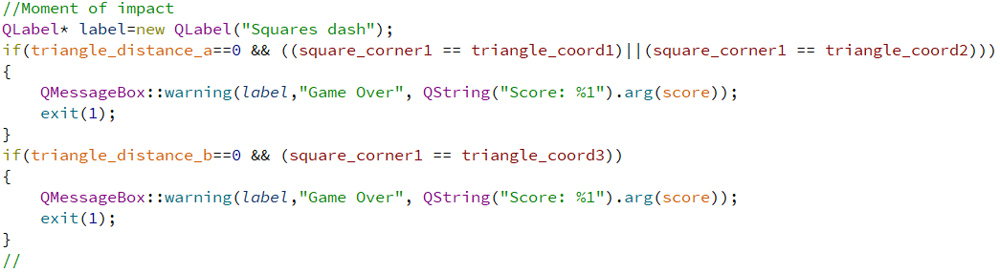 //Moment of impact
QLabel* label=new QLabel("Squares dash");
if(triangle_distance_a==0 && ((square_corner1 == triangle_coord1)||(square_corner1 == triangle_coord2)))
{
    QMessageBox::warning(label,"Game Over", QString("Score: %1").arg(score));
    exit(1);
}
if(triangle_distance_b==0 && (square_corner1 == triangle_coord3))
{
    QMessageBox::warning(label,"Game Over", QString("Score: %1").arg(score));
    exit(1);
}
//